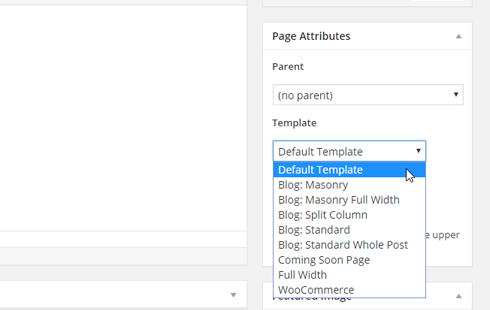 Page Attributes
Parent
(no parent)
Template
Default Template
Default Template
Blog: Masonry
Blog: Masonry Full Width
Blog: Split Column
Blog: Standard
e upper
Blog: Standard Whole Post
Coming Soon Page
Full Width
WooCommerce
Featured Image